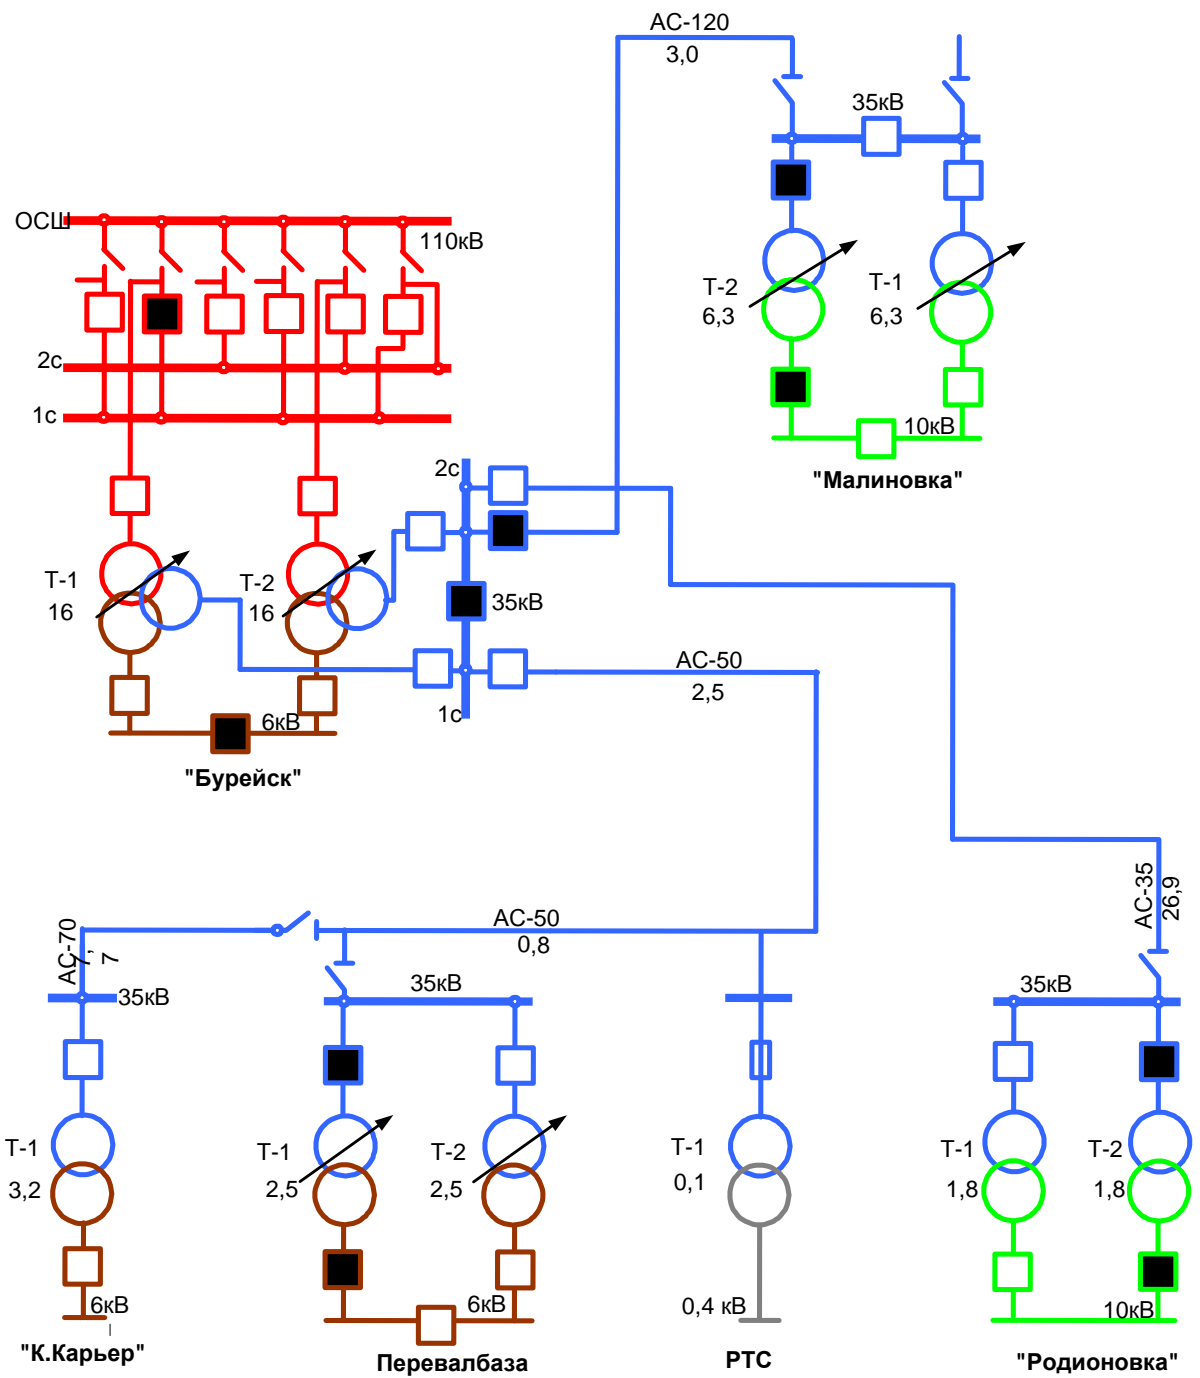 АС-120
3,0
35кВ
ОСШ
110кВ
Т-2
6,3
Т-1
6,3
2с
1с
10кВ
"Малиновка"
2с
Т-1
16
Т-2
16
35кВ
АС-50
2,5
1с
6кВ
"Бурейск"
АС-35
26,9
АС-70
7,
7
АС-50
0,8
35кВ
35кВ
35кВ
Т-1
3,2
Т-1
2,5
Т-2
2,5
Т-1
0,1
Т-1
1,8
Т-2
1,8
6кВ
6кВ
0,4 кВ
10кВ
"К.Карьер"
Перевалбаза
РТС
"Родионовка"